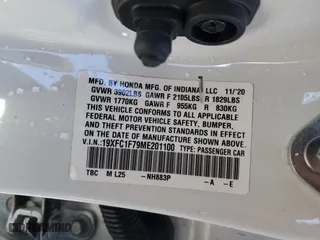 MFD. BY HONDA MFG. OF INDIANA, LLC 11/20
GVWR 3902LBS GAWR F 2195LBS R 1829LBS
GVWR 1770KG GAWR F 955KG R 830KG
THIS VEHICLE CONFORMS TO ALL APPLICABLE
FEDERAL MOTOR VEHICLE SAFETY, BUMPER, AND
THEFT PREVENTION STANDARDS IN EFFECT ON THE
DATE OF MANUFACTURE SHOWN ABOVE.
V.I.N.: 19XFC1F79ME201100 TYPE: PASSENGER CAR
TBC M L25 -NH883P -A -E